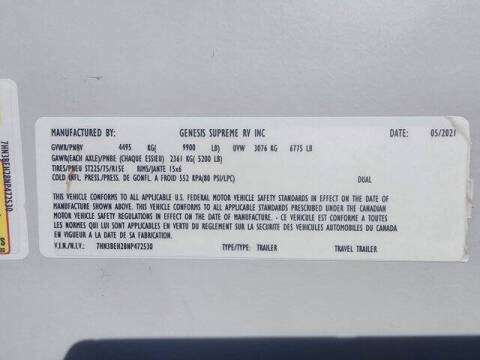 MANUFACTURED BY: GENESIS SUPREME RV INC DATE: 05/2021
GVWR/PNBV 4495 KG( 9900 LB) UVW 3076 KG 6775 LB
GAWR(EACH AXLE)/PNBE (CHAQUE ESSIEU) 2361 KG( 5200 LB)
TIRES/PNEU ST225/75/R15E RIMS/JANTE 15x6
COLD INFL. PRESS/PRESS. DE GONFL. A FROID 552 KPA(80 PSI/LPC) DUAL
THIS VEHICLE CONFORMS TO ALL APPLICABLE U.S. FEDERAL MOTOR VEHICLE SAFETY STANDARDS IN EFFECT ON THE DATE OF
MANUFACTURE SHOWN ABOVE. THIS VEHICLE CONFORMS TO ALL APPLICABLE STANDARDS PRESCRIBED UNDER THE CANADIAN
MOTOR VEHICLE SAFETY REGULATIONS IN EFFECT ON THE DATE OF MANUFACTURE - CE VEHICULE EST CONFORME A TOUTES
LES NORMES QUI LUI SONT APPLICABLES EN VERTU DU REGLEMENT SUR LA SECURISTE DES VEHICULES AUTOMOBILES DU CANADA
EN VIGUEUR A LA DATE DE SA FABRICATION.
V.I.N./N.I.V.: 7HN3BEH28NP472530 TYPE/TYPE: TRAILER TRAVEL TRAILER
7HN3BEH28NP472530